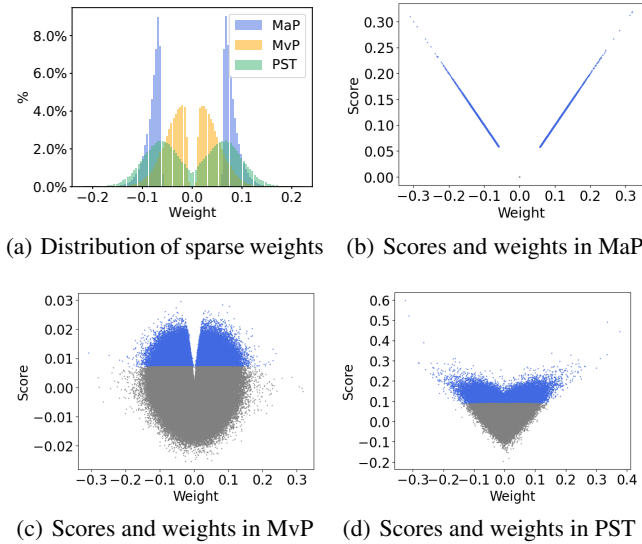 MaP
MvP
PST
%
8.0%
6.0%
4.0%
2.0%
0.0%
−0.2 −0.1 0.0 0.1 0.2
Weight
Score
0.30
0.25
0.20
0.15
0.10
0.05
0.00
−0.3 −0.2 −0.1 0.0 0.1 0.2 0.3
Weight
(a) Distribution of sparse weights
(b) Scores and weights in MaP
Score
0.03
0.02
0.01
0.00
−0.01
−0.02
−0.3 −0.2 −0.1 0.0 0.1 0.2 0.3
Weight
Score
0.6
0.5
0.4
0.3
0.2
0.1
0.0
−0.1
−0.2
−0.3 −0.2 −0.1 0.0 0.1 0.2 0.3 0.4
Weight
(c) Scores and weights in MvP
(d) Scores and weights in PST